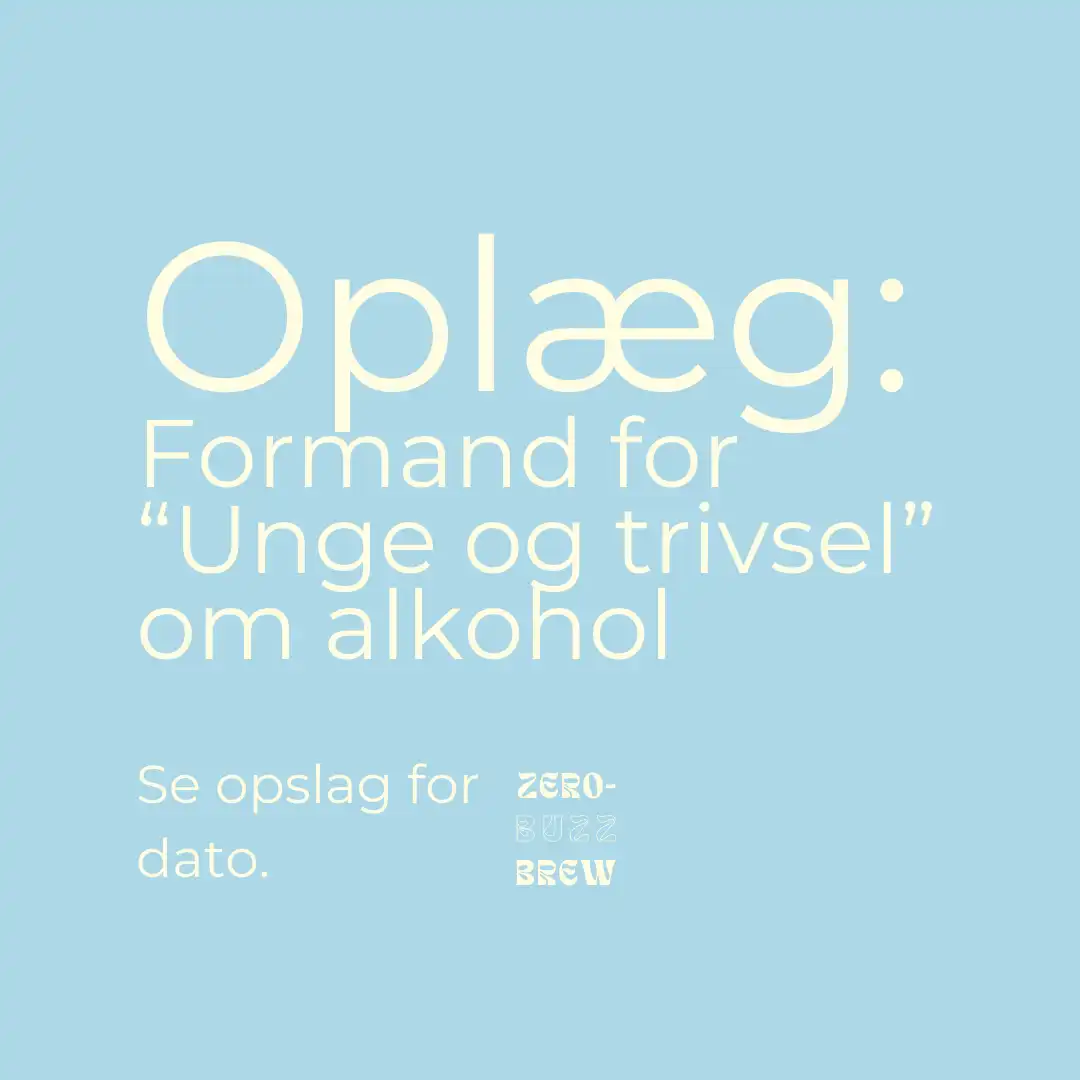 Oplæg:
Formand for
“Unge og trivsel”
om alkohol
Se opslag for
dato.
ZERO-
BUZZ
BREW